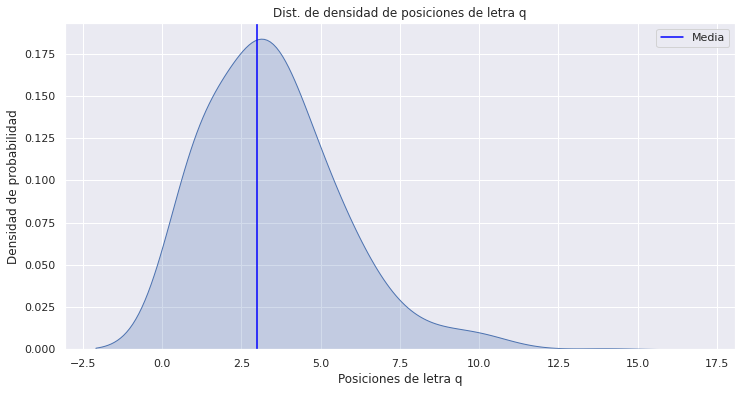 Dist. de densidad de posiciones de letra q
Media
Densidad de probabilidad
0.175
0.150
0.125
0.100
0.075
0.050
0.025
0.000
−2.5 0.0 2.5 5.0 7.5 10.0 12.5 15.0 17.5
Posiciones de letra q